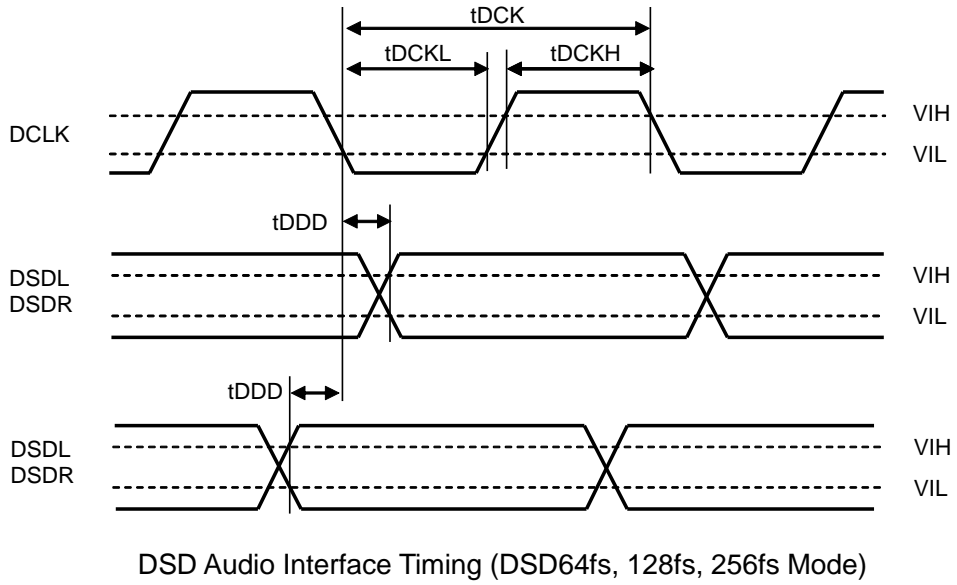 tDCK
tDCKL
tDCKH
DCLK
VIH
VIL
tDDD
DSDL
DSDR
VIH
VIL
tDDD
DSDL
DSDR
VIH
VIL
DSD Audio Interface Timing (DSD64fs, 128fs, 256fs Mode)